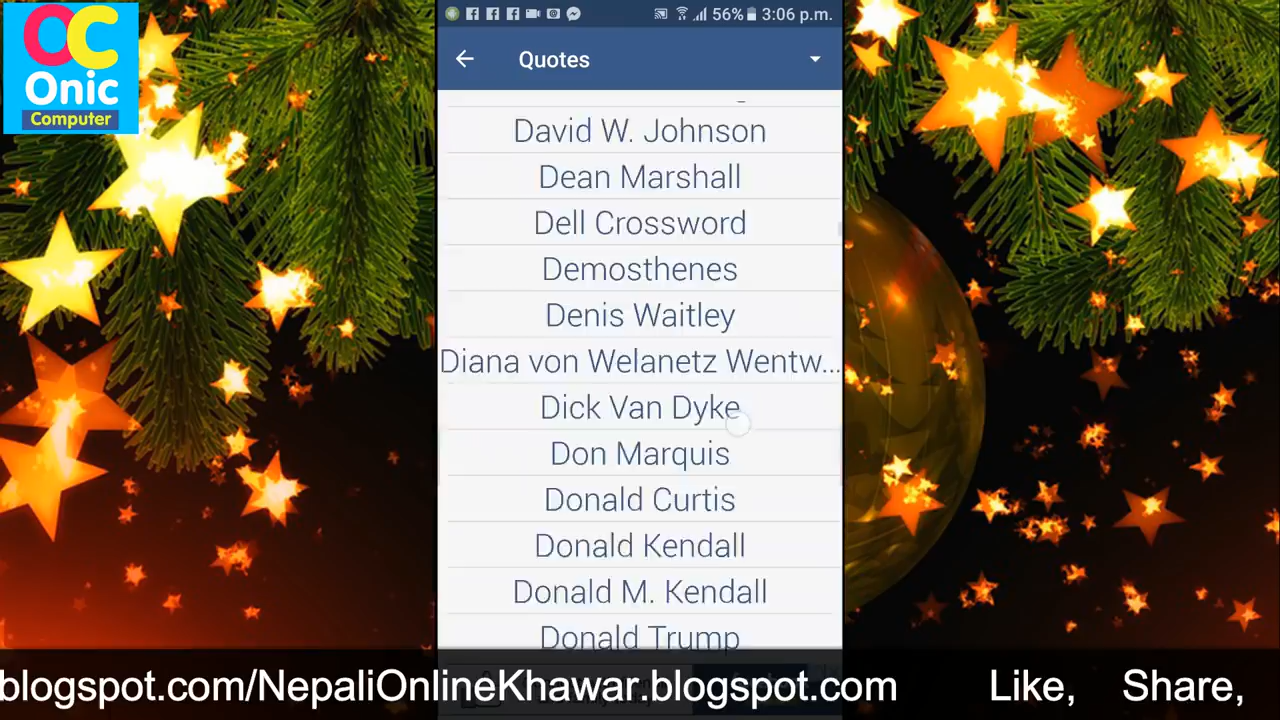 OC
Onic
Computer
56% 3:06 p.m.
Quotes
David W. Johnson
Dean Marshall
Dell Crossword
Demosthenes
Denis Waitley
Diana von Welanetz Wentw...
Dick Van Dyke
Don Marquis
Donald Curtis
Donald Kendall
Donald M. Kendall
Donald Trump
blogspot.com/NepaliOnlineKhawar.blogspot.com Like, Share,